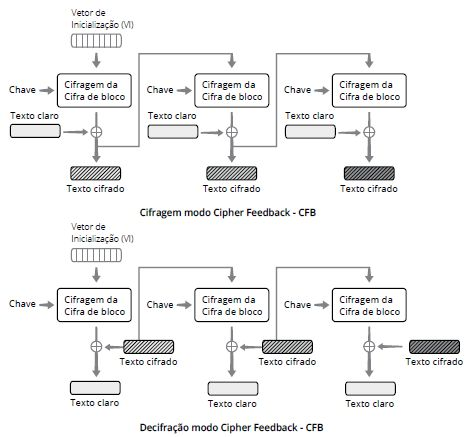 Vetor de
Inicialização (VI)
Chave
Cifragem da
Cifra de bloco
Chave
Cifragem da
Cifra de bloco
Chave
Cifragem da
Cifra de bloco
Texto claro
Texto claro
Texto claro
Texto cifrado
Texto cifrado
Texto cifrado
Cifragem modo Cipher Feedback - CFB
Vetor de
Inicialização (VI)
Chave
Cifragem da
Cifra de bloco
Chave
Cifragem da
Cifra de bloco
Chave
Cifragem da
Cifra de bloco
Texto cifrado
Texto cifrado
Texto cifrado
Texto claro
Texto claro
Texto claro
Decifração modo Cipher Feedback - CFB